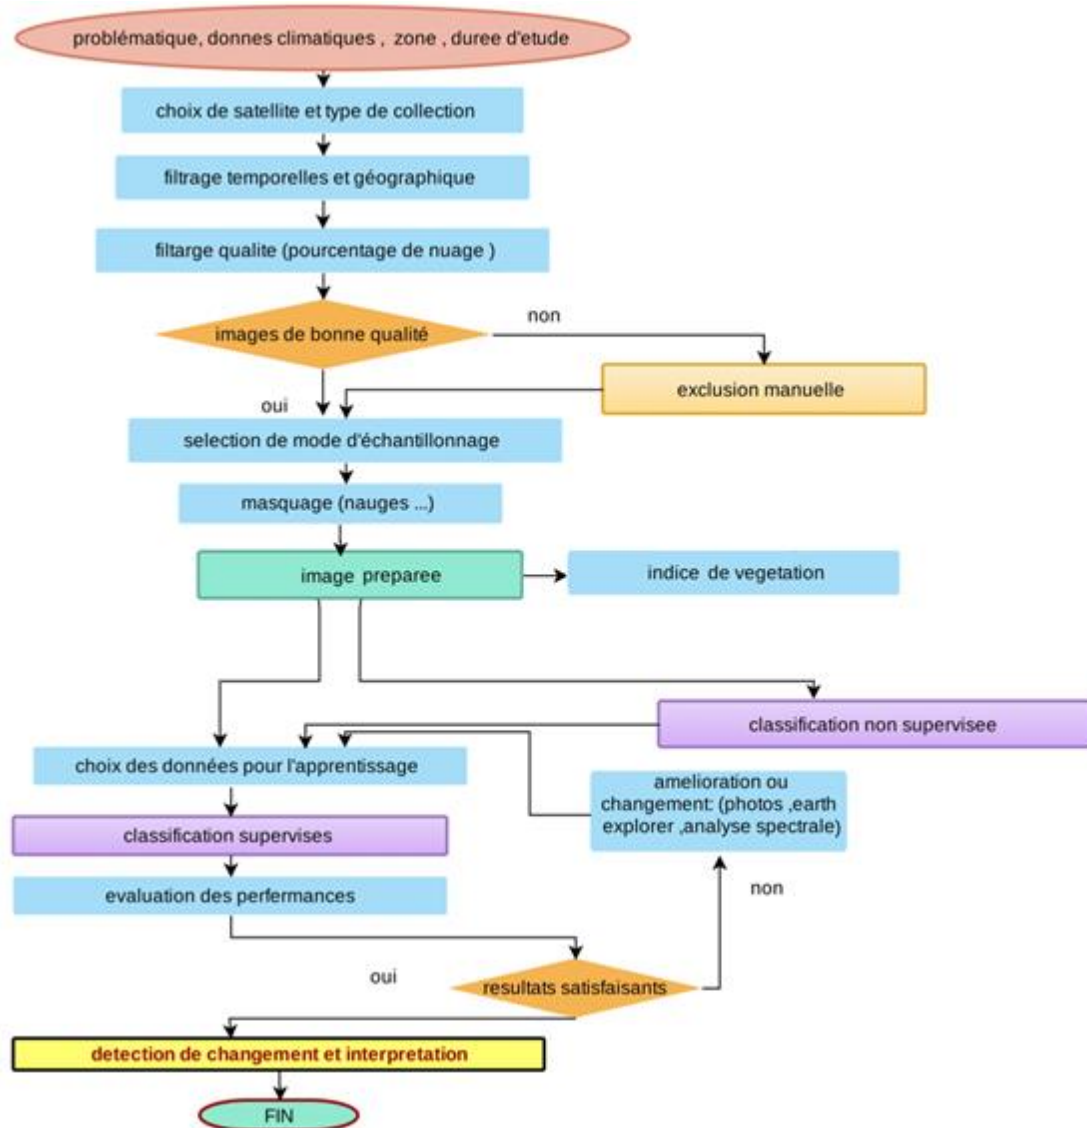 problématique, donnes climatiques , zone , duree d'etude
choix de satellite et type de collection
filtrage temporelles et géographique
filtarge qualite (pourcentage de nuage )
images de bonne qualité
non
exclusion manuelle
oui
selection de mode d'échantillonnage
masquage (nauges ...)
image preparee
indice de vegetation
classification non supervisee
choix des données pour l'apprentissage
amelioration ou
changement: (photos ,earth
explorer ,analyse spectrale)
classification supervises
evaluation des perfermances
non
oui
resultats satisfaisants
detection de changement et interpretation
FIN